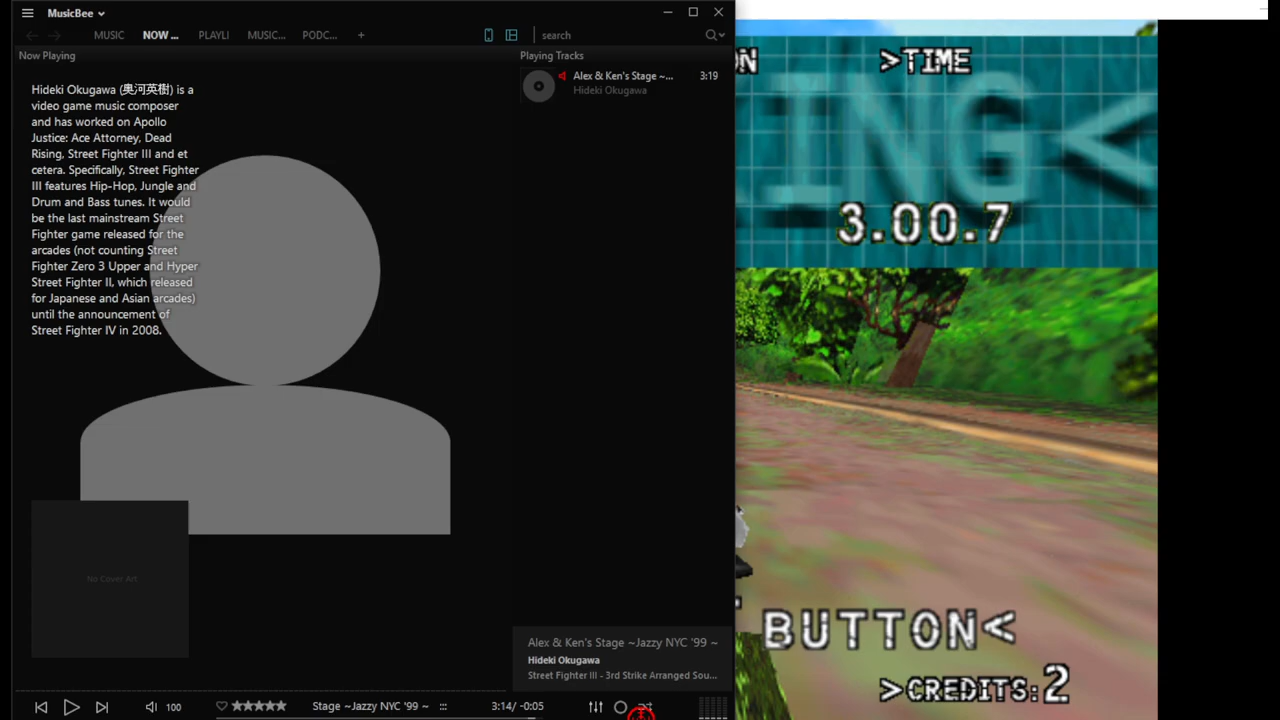 MusicBee
MUSIC
NOW ...
PLAYLI
MUSIC...
PODC...
+
search
Now Playing
Playing Tracks
Hideki Okugawa (奥河英樹) is a
video game music composer
and has worked on Apollo
Justice: Ace Attorney, Dead
Rising, Street Fighter III and et
cetera. Specifically, Street Fighter
III features Hip-Hop, Jungle and
Drum and Bass tunes. It would
be the last mainstream Street
Fighter game released for the
arcades (not counting Street
Fighter Zero 3 Upper and Hyper
Street Fighter II, which released
for Japanese and Asian arcades)
until the announcement of
Street Fighter IV in 2008.
No Cover Art
Alex & Ken's Stage ~... 3:19
Hideki Okugawa
Alex & Ken's Stage ~Jazzy NYC '99 ~
Hideki Okugawa
Street Fighter III - 3rd Strike Arranged Sou...
100
Stage ~Jazzy NYC '99 ~
3:14/ -0:05
>TIME
ING<
3.00.7
BUTTON<
>CREDITS:2